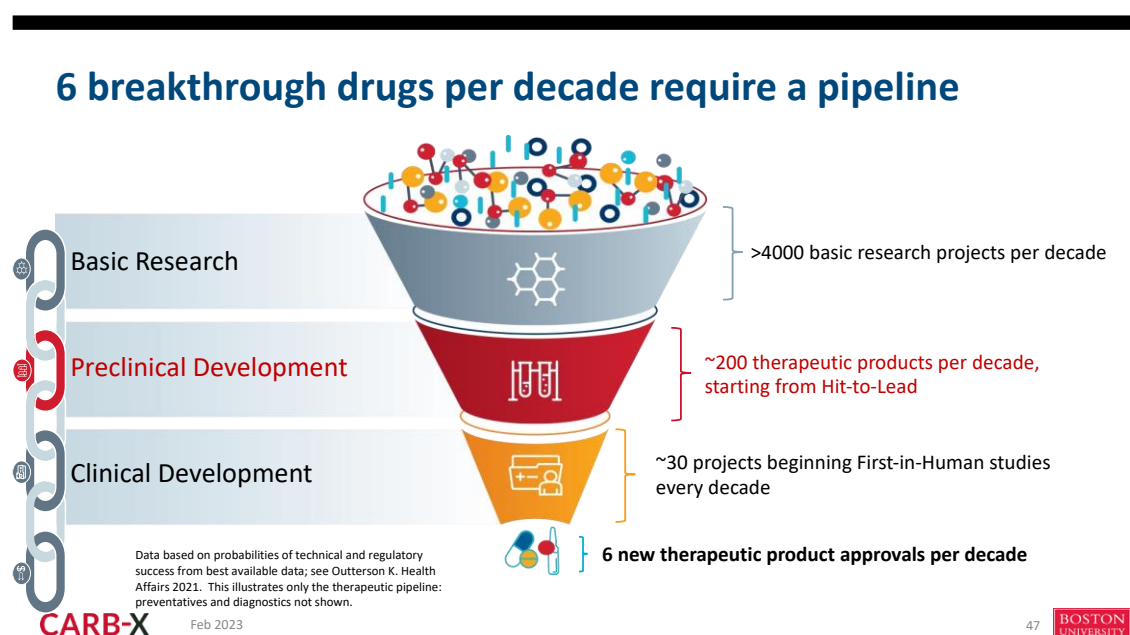 6 breakthrough drugs per decade require a pipeline
Basic Research
>4000 basic research projects per decade
Preclinical Development
~200 therapeutic products per decade,
starting from Hit-to-Lead
Clinical Development
~30 projects beginning First-in-Human studies
every decade
6 new therapeutic product approvals per decade
Data based on probabilities of technical and regulatory
success from best available data; see Outterson K. Health
Affairs 2021.  This illustrates only the therapeutic pipeline:
preventatives and diagnostics not shown.
CARB-X
Feb 2023
47
BOSTON
UNIVERSITY